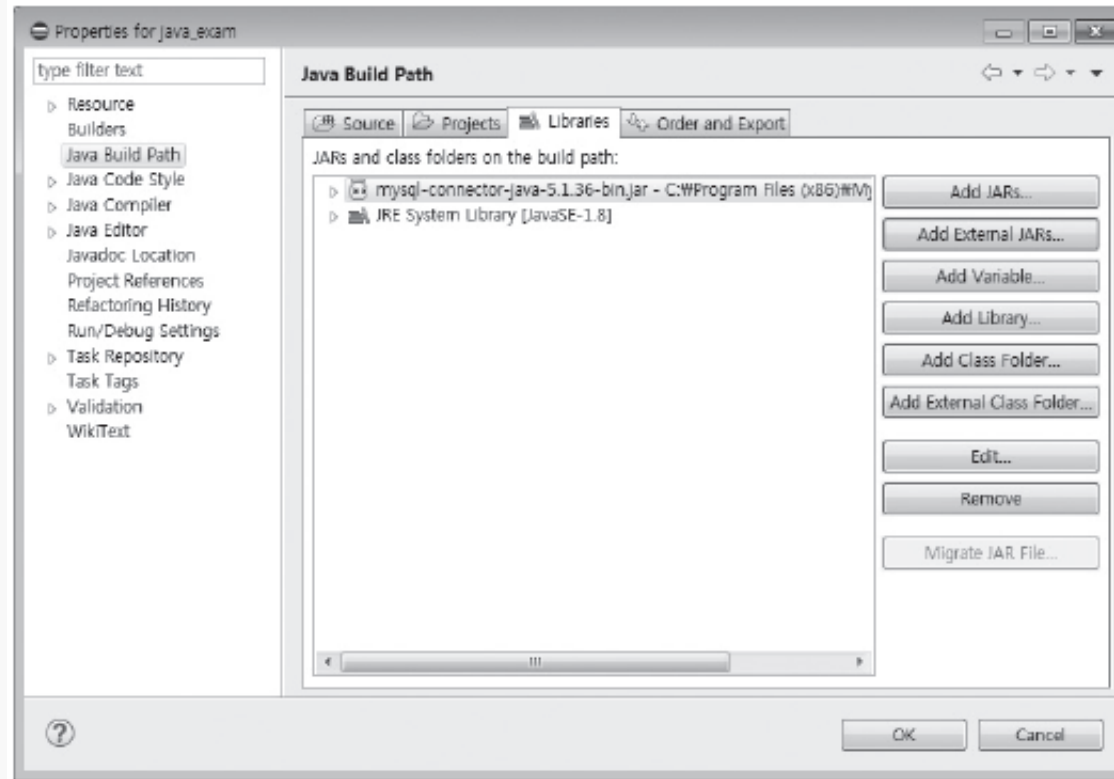 Properties for java_exam
type filter text
Resource
Builders
Java Build Path
Java Code Style
Java Compiler
Java Editor
Javadoc Location
Project References
Refactoring History
Run/Debug Settings
Task Repository
Task Tags
Validation
WikiText
Java Build Path
Source Projects Libraries Order and Export
JARs and class folders on the build path:
mysql-connector-java-5.1.36-bin.jar - C:₩Program Files (x86)₩My
JRE System Library [JavaSE-1.8]
Add JARs...
Add External JARs...
Add Variable...
Add Library...
Add Class Folder...
Add External Class Folder...
Edit...
Remove
Migrate JAR File...
OK Cancel